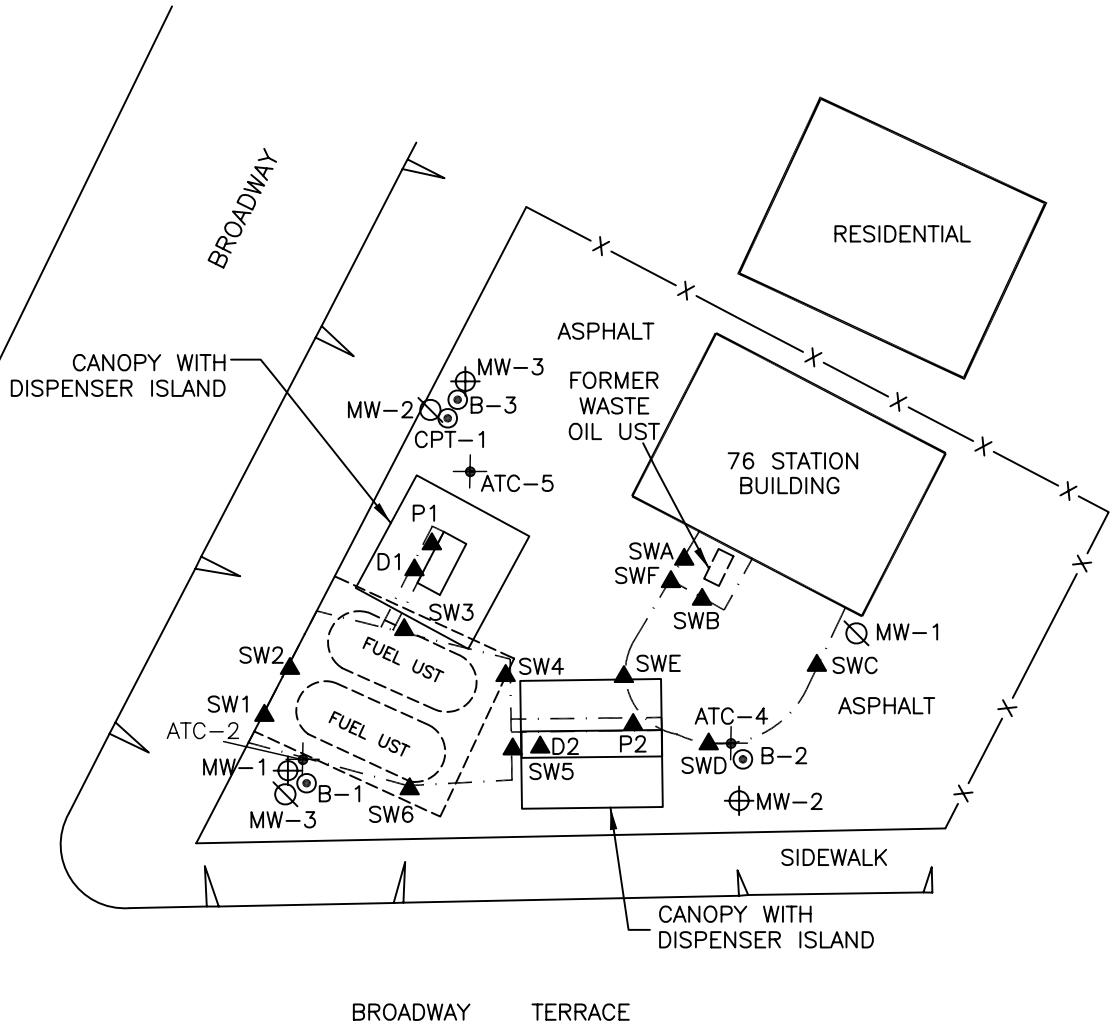 BROADWAY
RESIDENTIAL
ASPHALT
CANOPY WITH
DISPENSER ISLAND
MW-3
B-3
MW-2
CPT-1
FORMER
WASTE
OIL UST
76 STATION
BUILDING
ATC-5
P1
D1
SW3
SWA
SWF
SWB
MW-1
SWC
FUEL UST
SW2
SW4
SWE
SW1
ATC-2
FUEL UST
ATC-4
ASPHALT
P2
D2
SWD
B-2
SW5
MW-1
B-1
MW-3
SW6
MW-2
SIDEWALK
CANOPY WITH
DISPENSER ISLAND
BROADWAY TERRACE
X
X
X
X
X
X
X
X
X